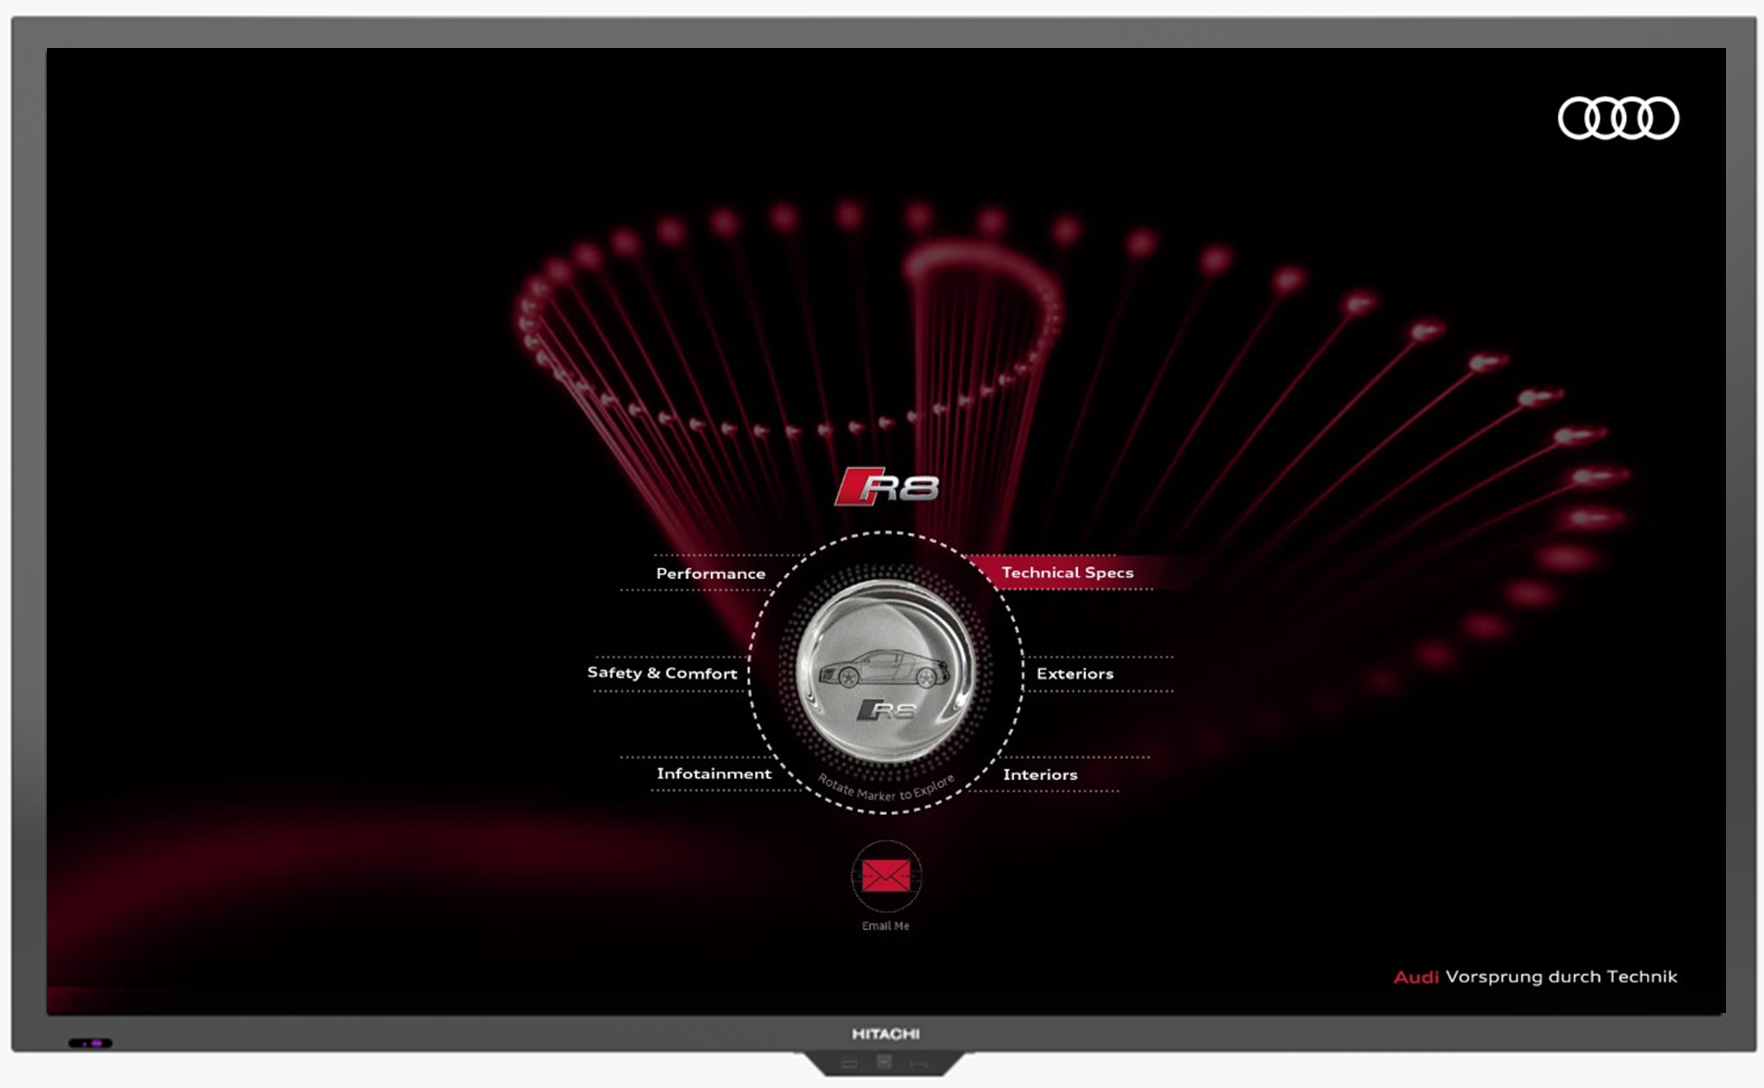 R8
Performance
Technical Specs
Safety & Comfort
Exteriors
R8
Infotainment
Interiors
Rotate Marker to Explore
Email Me
Audi Vorsprung durch Technik
HITACHI